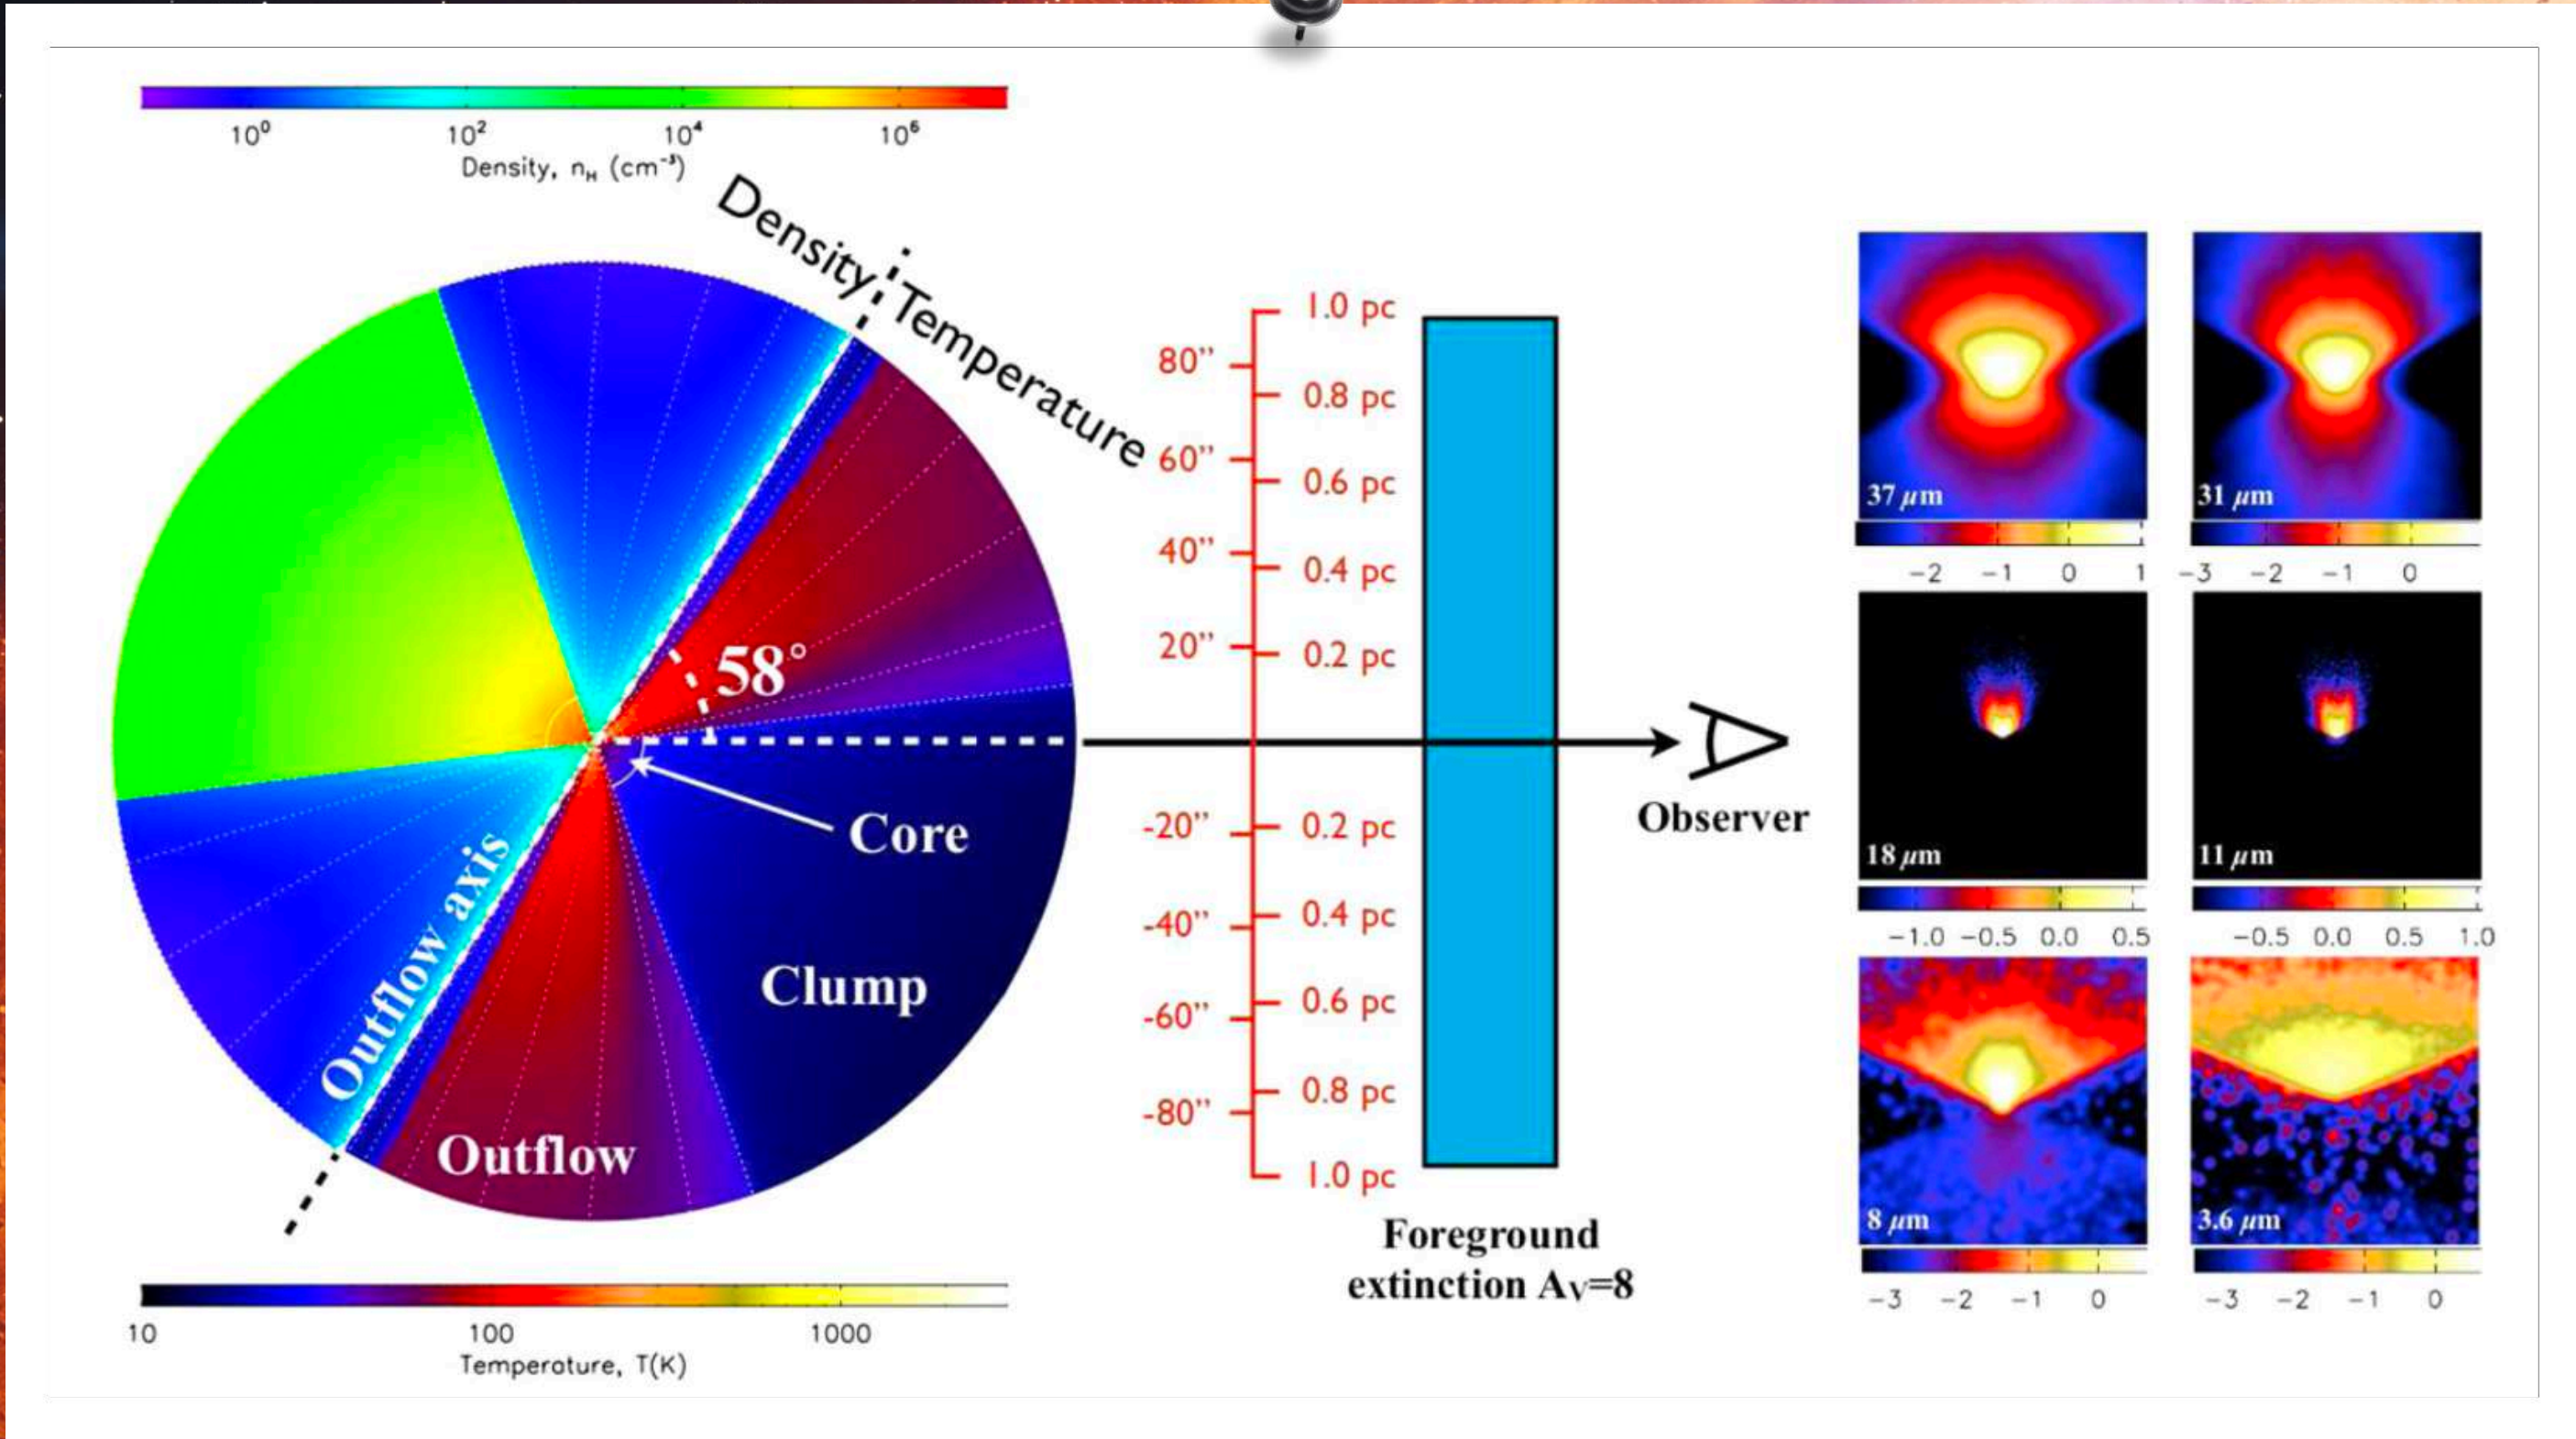 10⁰ 10² 10⁴ 10⁶
Density, nH (cm⁻³)
Density Temperature
58°
Core
Clump
Outflow axis
Outflow
10 100 1000
Temperature, T(K)
80”
60”
40”
20”
-20”
-40”
-60”
-80”
1.0 pc
0.8 pc
0.6 pc
0.4 pc
0.2 pc
0.2 pc
0.4 pc
0.6 pc
0.8 pc
1.0 pc
Foreground
extinction AV=8
Observer
37 μm
−2 −1 0 1
31 μm
−3 −2 −1 0
18 μm
−1.0 −0.5 0.0 0.5
11 μm
−0.5 0.0 0.5 1.0
8 μm
−3 −2 −1 0
3.6 μm
−3 −2 −1 0